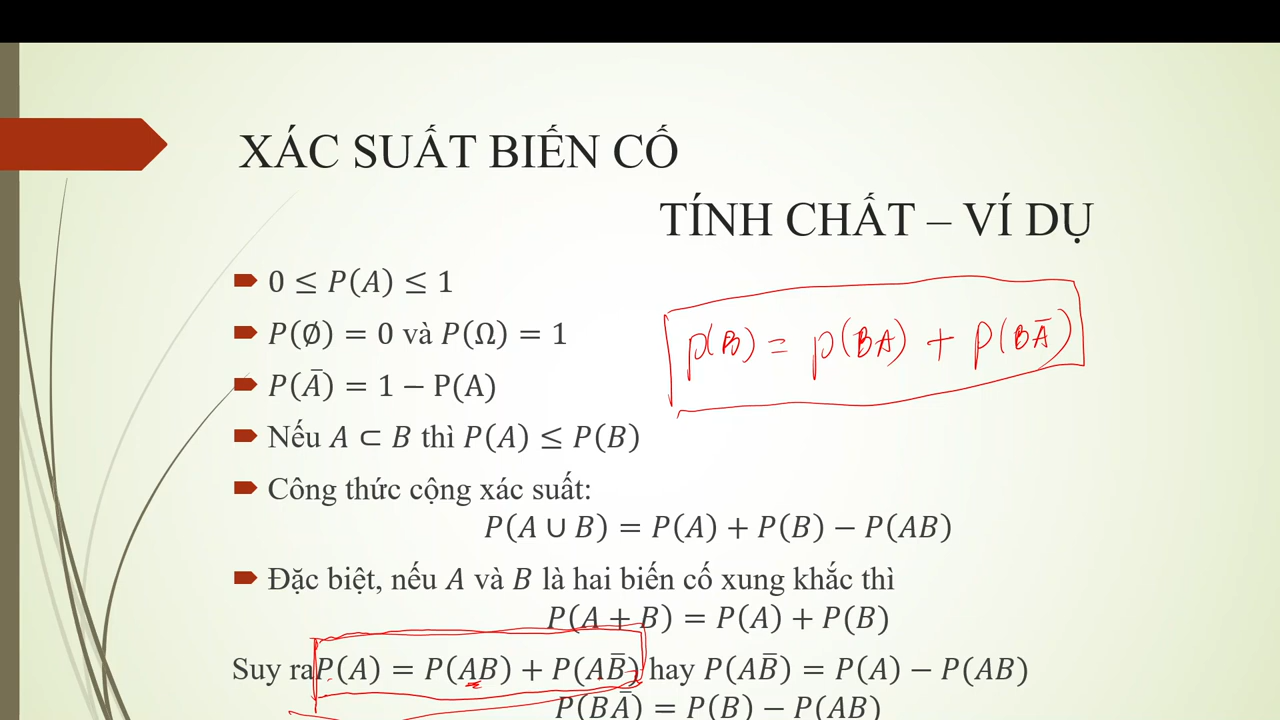 XÁC SUẤT BIẾN CỐ
TÍNH CHẤT – VÍ DỤ
0 ≤ P(A) ≤ 1
P(∅) = 0 và P(Ω) = 1
P(B) = P(BA) + P(BA̅)
P(A̅) = 1 − P(A)
Nếu A ⊂ B thì P(A) ≤ P(B)
Công thức cộng xác suất:
P(A ∪ B) = P(A) + P(B) − P(AB)
Đặc biệt, nếu A và B là hai biến cố xung khắc thì
P(A + B) = P(A) + P(B)
Suy ra P(A) = P(AB) + P(AB̅) hay P(AB̅) = P(A) − P(AB)
P(BA̅) = P(B) − P(AB)